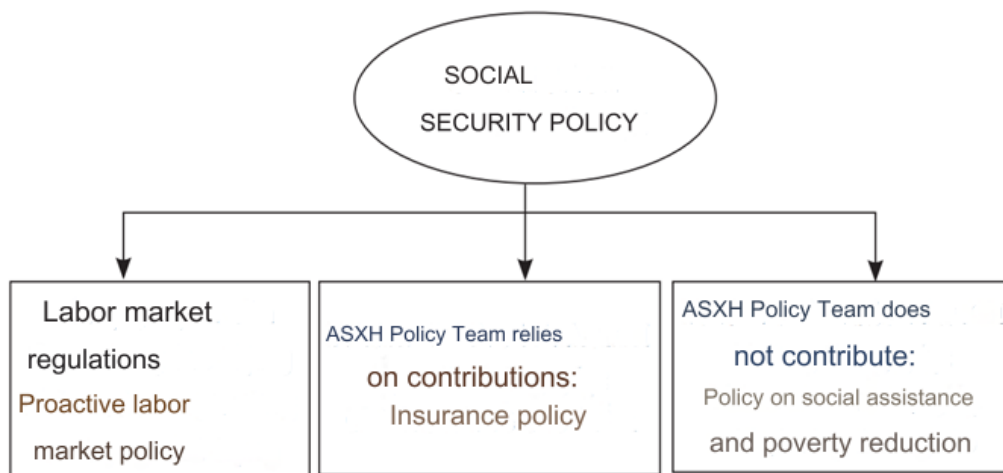 SOCIAL
SECURITY POLICY
Labor market
regulations
Proactive labor
market policy
ASXH Policy Team relies
on contributions:
Insurance policy
ASXH Policy Team does
not contribute:
Policy on social assistance
and poverty reduction